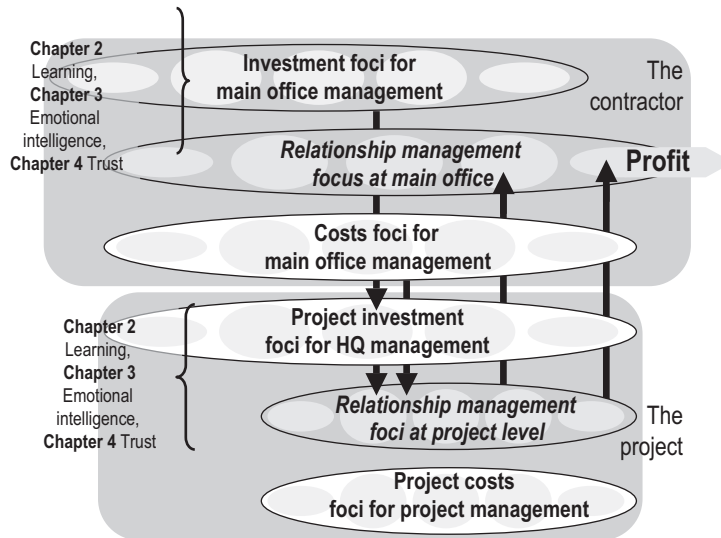 Chapter 2
Learning,
Chapter 3
Emotional
intelligence,
Chapter 4 Trust
Investment foci for
main office management
The
contractor
Relationship management
focus at main office
Profit
Costs foci for
main office management
Chapter 2
Learning,
Chapter 3
Emotional
intelligence,
Chapter 4 Trust
Project investment
foci for HQ management
Relationship management
foci at project level
The
project
Project costs
foci for project management